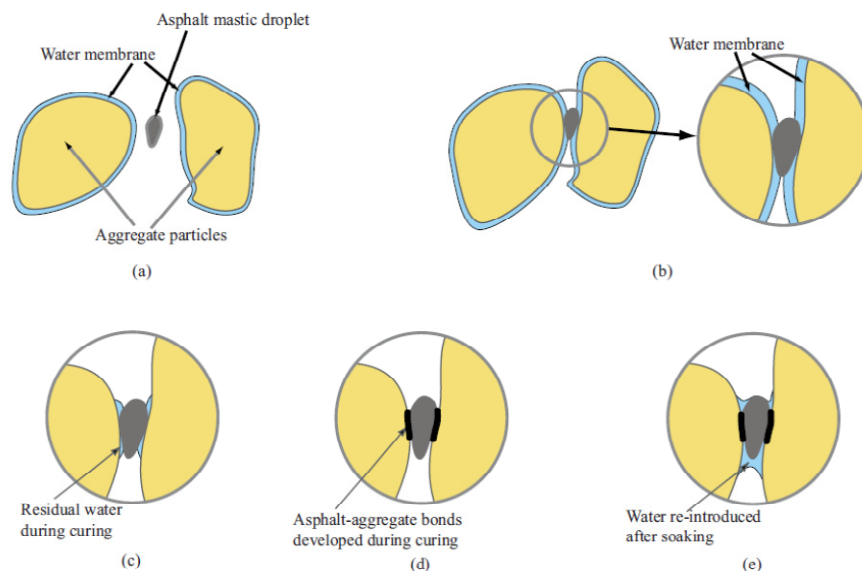 Asphalt mastic droplet
Water membrane
Aggregate particles
(a)
Water membrane
(b)
Residual water
during curing
(c)
Asphalt-aggregate bonds
developed during curing
(d)
Water re-introduced
after soaking
(e)